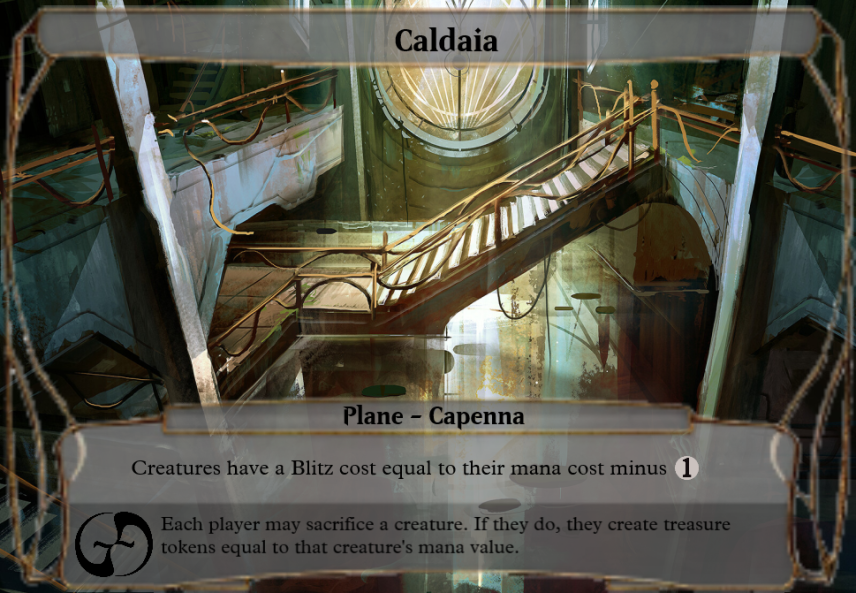 Caldaia
Plane - Capenna
Creatures have a Blitz cost equal to their mana cost minus 1
Each player may sacrifice a creature. If they do, they create treasure
tokens equal to that creature's mana value.